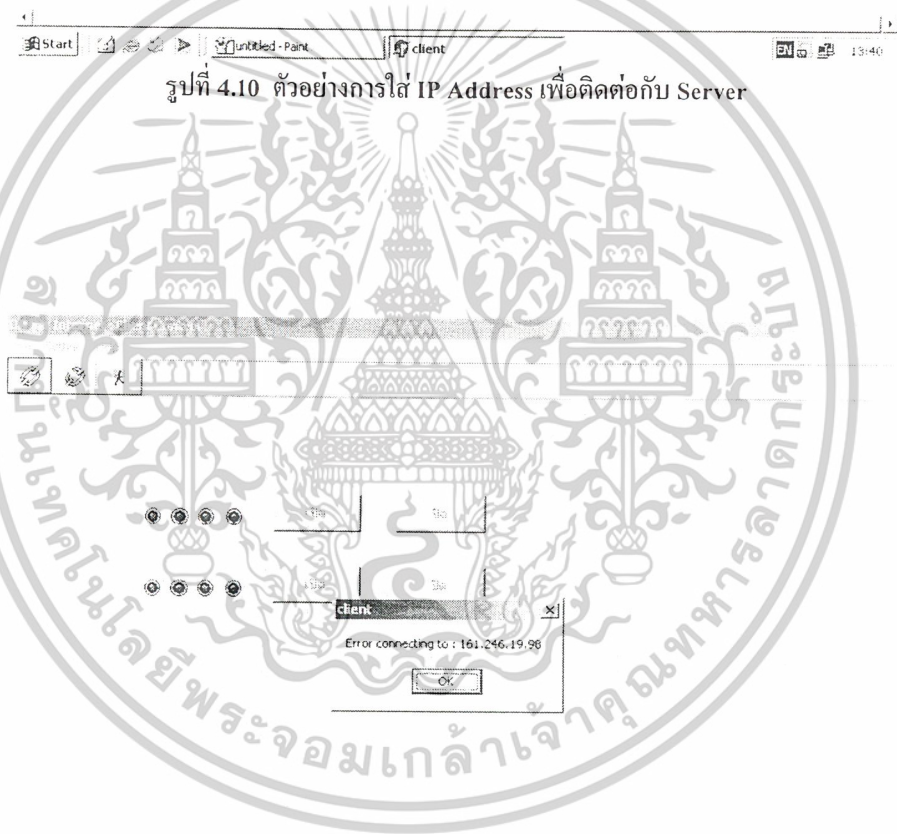 Start untitled - Paint client EN 13:40
รูปที่ 4.10 ตัวอย่างการใส่ IP Address เพื่อติดต่อกับ Server
client
Error connecting to : 161.246.19.98
OK
สถาบันเทคโนโลยีพระจอมเกล้าเจ้าคุณทหารลาดกระบัง